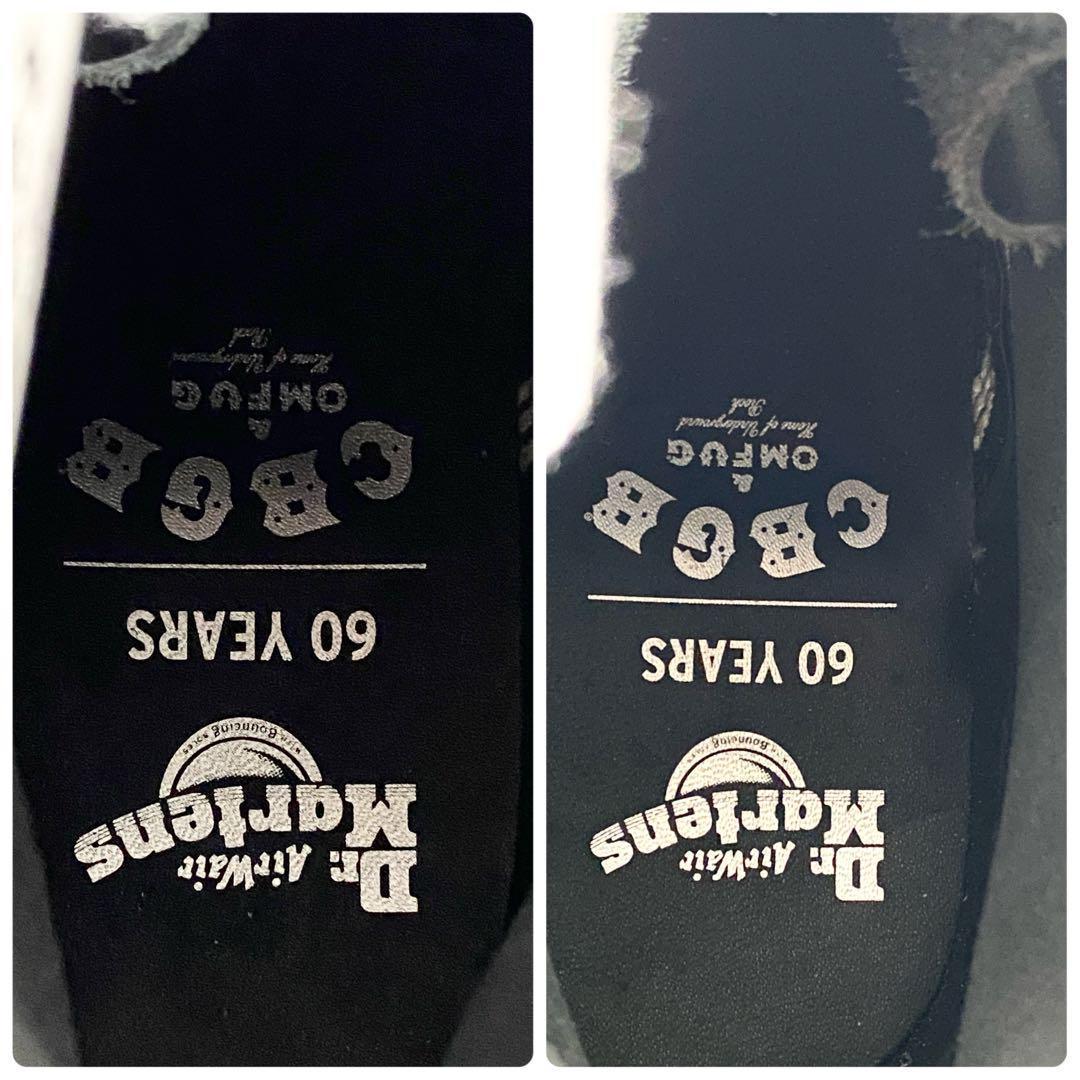 Dr.
Martens
AirWair
With Bouncing Soles
60 YEARS
CBGB
&
OMFUG
Home of Underground
Rock
Dr.
Martens
AirWair
With Bouncing Soles
60 YEARS
CBGB
&
OMFUG
Home of Underground
Rock